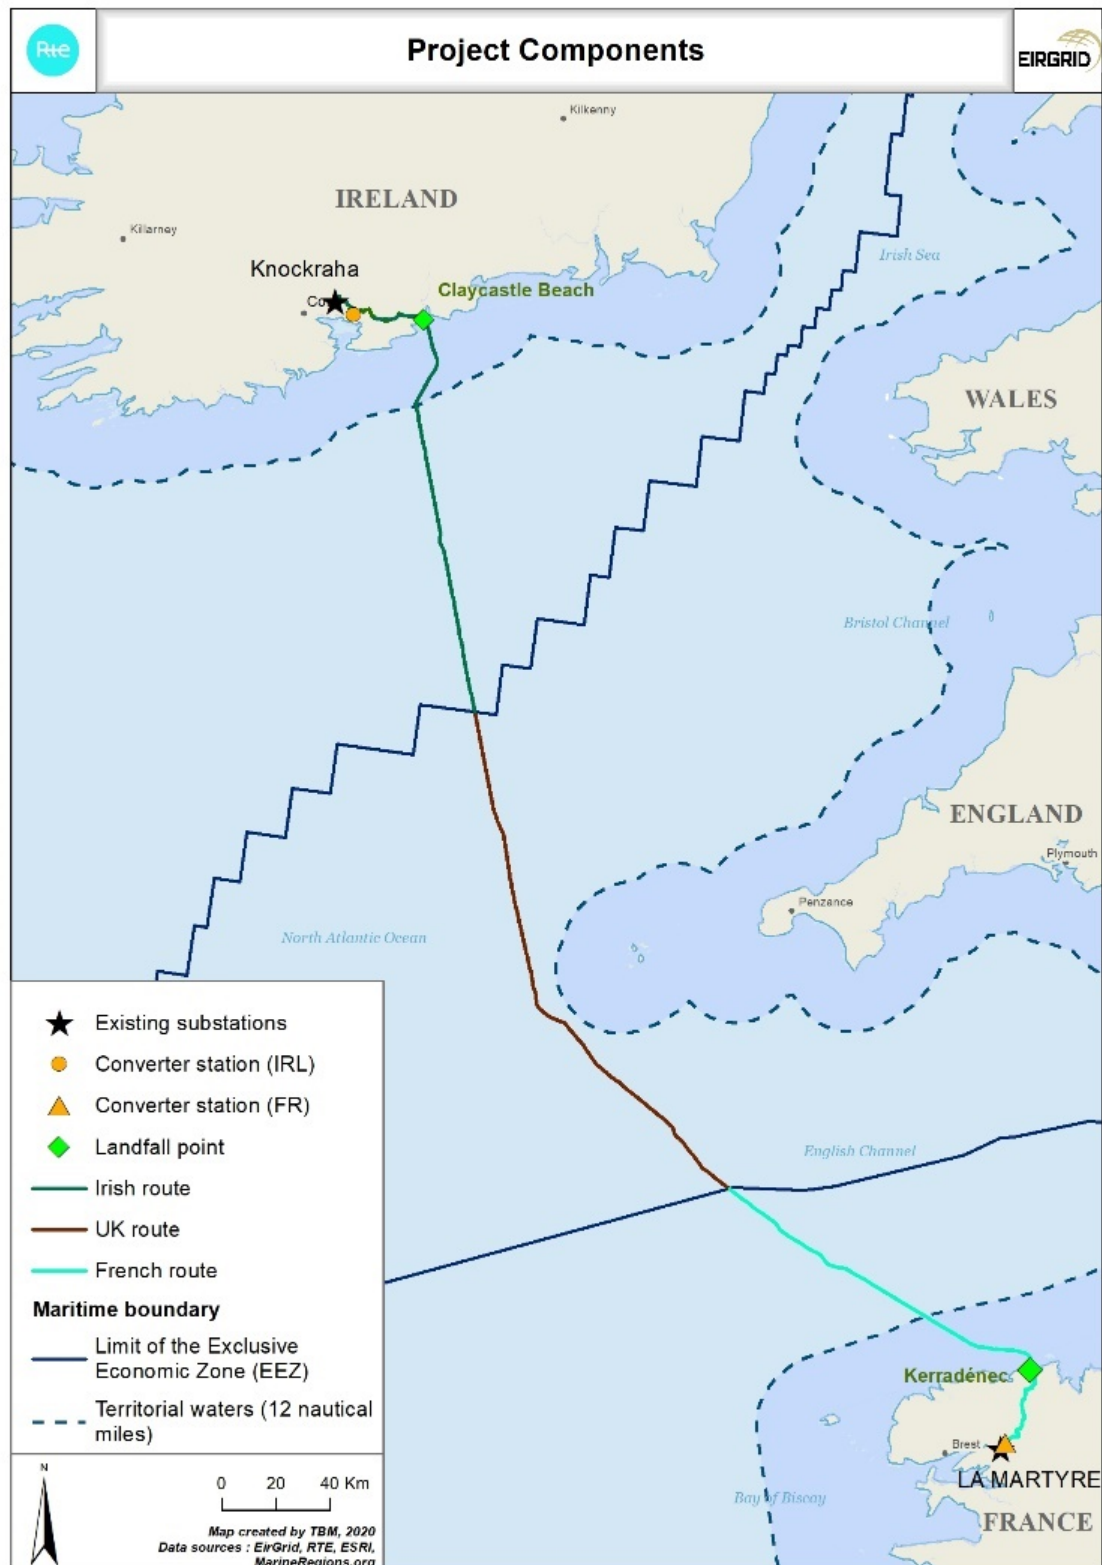 Rte
Project Components
EIRGRID
Kilkenny
IRELAND
Killarney
Irish Sea
Knockraha
Claycastle Beach
WALES
Bristol Channel
ENGLAND
Plymouth
Penzance
North Atlantic Ocean
Existing substations
Converter station (IRL)
Converter station (FR)
Landfall point
English Channel
Irish route
UK route
French route
Maritime boundary
Limit of the Exclusive
Economic Zone (EEZ)
Kerradénec
Territorial waters (12 nautical
miles)
Brest
LA MARTYRE
N
0 20 40 Km
Bay of Biscay
FRANCE
Map created by TBM, 2020
Data sources : EirGrid, RTE, ESRI,
MarineRegions.org